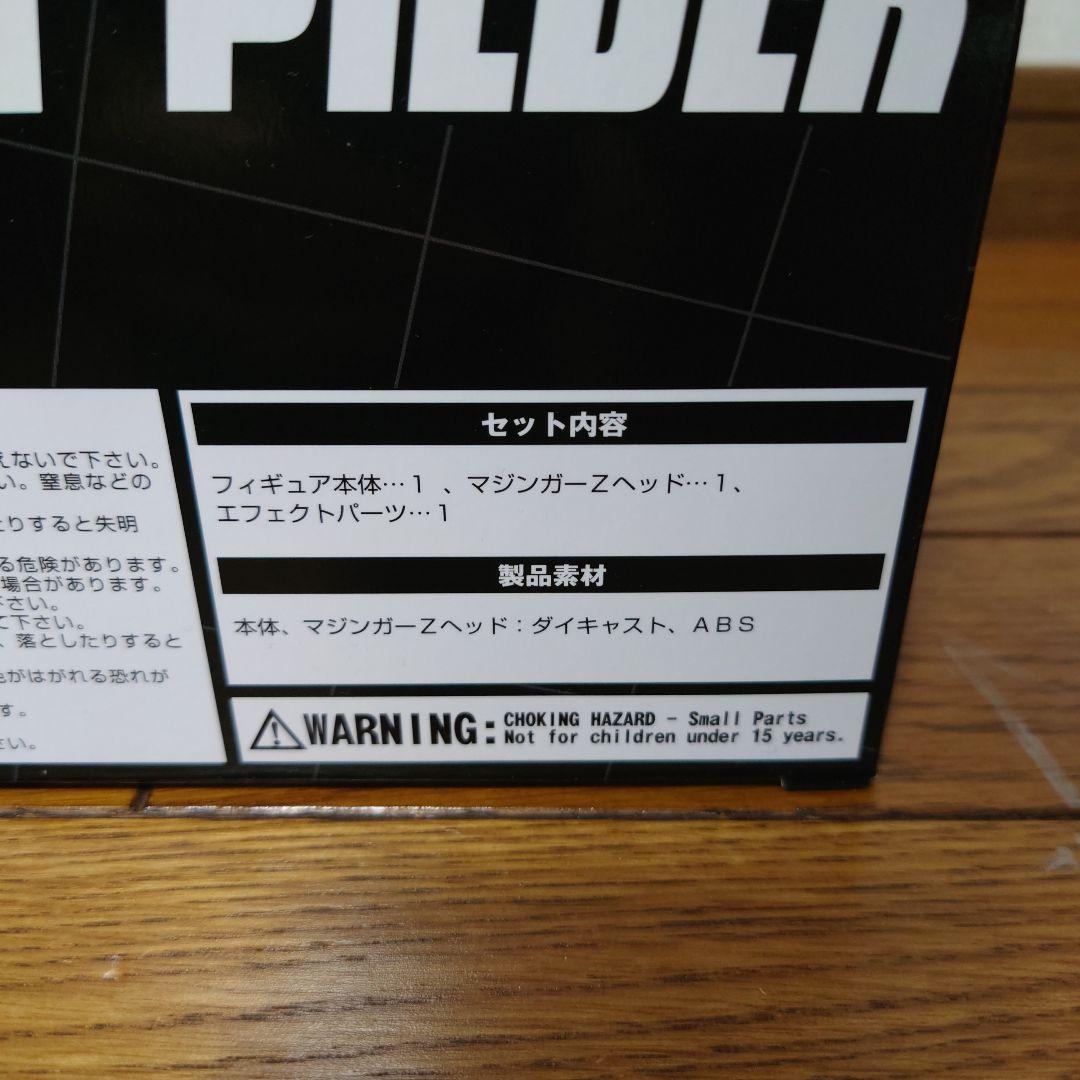 PILDER
えないで下さい。
い。窒息などの
たりすると失明
る危険があります。
場合があります。
下さい。
て下さい。
、落としたりすると
色がはがれる恐れが
す。
さい。
セット内容
フィギュア本体…1 、マジンガーZヘッド…1、
エフェクトパーツ…1
製品素材
本体、マジンガーZヘッド：ダイキャスト、ABS
WARNING: CHOKING HAZARD - Small Parts
Not for children under 15 years.